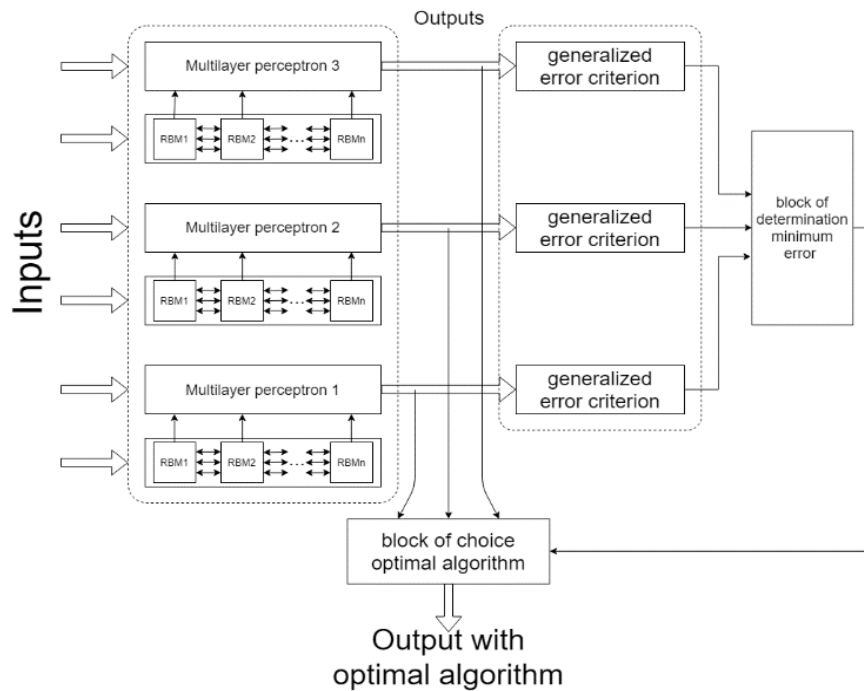 Outputs
Inputs
Multilayer perceptron 3
RBM1 RBM2 ... RBMn
Multilayer perceptron 2
RBM1 RBM2 ... RBMn
Multilayer perceptron 1
RBM1 RBM2 ... RBMn
generalized
error criterion
generalized
error criterion
generalized
error criterion
block of
determination
minimum
error
block of choice
optimal algorithm
Output with
optimal algorithm